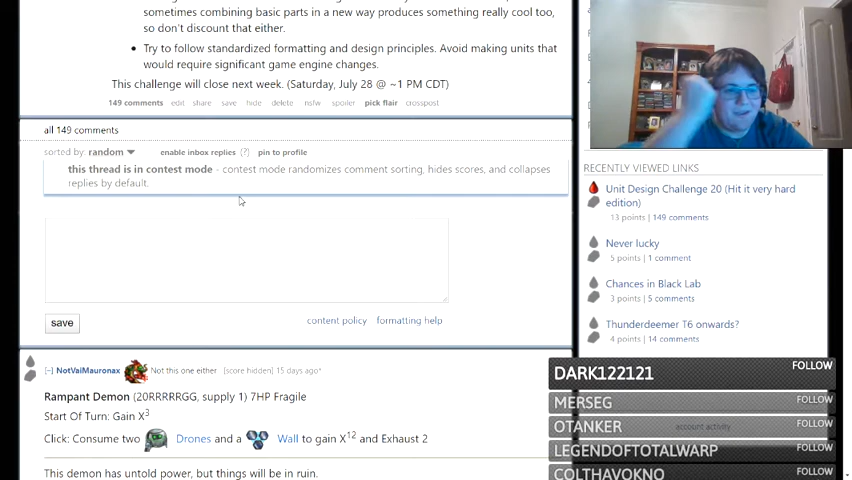 sometimes combining basic parts in a new way produces something really cool too,
so don't discount that either.
• Try to follow standardized formatting and design principles. Avoid making units that
would require significant game engine changes.
This challenge will close next week. (Saturday, July 28 @ ~1 PM CDT)
149 comments edit share save hide delete nsfw spoiler pick flair crosspost
all 149 comments
sorted by: random enable inbox replies (?) pin to profile
this thread is in contest mode - contest mode randomizes comment sorting, hides scores, and collapses
replies by default.
content policy formatting help
save
[-] NotVaiMauronax Not this one either [score hidden] 15 days ago*
Rampant Demon (20RRRRRGG, supply 1) 7HP Fragile
Start Of Turn: Gain X3
Click: Consume two Drones and a Wall to gain X12 and Exhaust 2
This demon has untold power, but things will be in ruin.
RECENTLY VIEWED LINKS
Unit Design Challenge 20 (Hit it very hard
edition)
13 points | 149 comments
Never lucky
5 points | 1 comment
Chances in Black Lab
3 points | 5 comments
Thunderdeemer T6 onwards?
4 points | 14 comments
DARK122121 FOLLOW
MERSEG FOLLOW
OTANKER account activity FOLLOW
LEGENDOFTOTALWARP FOLLOW
COLTHAVOKNO FOLLOW